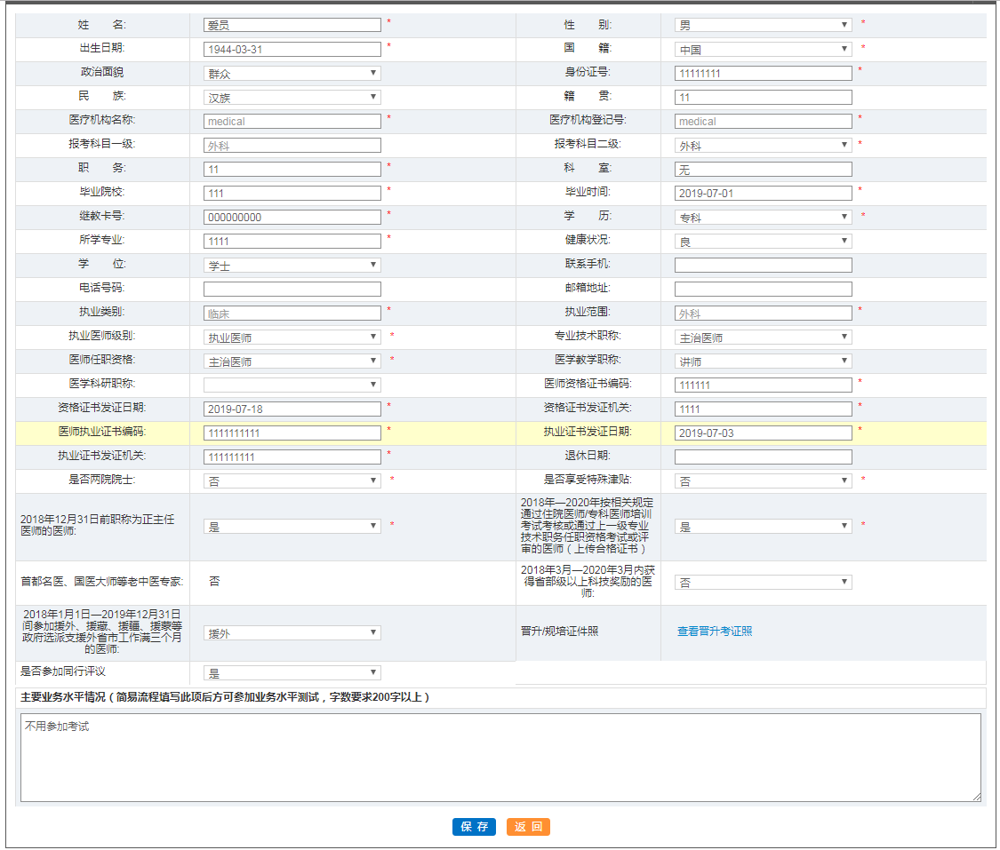 姓 名: 爱员 * 性 别: 男 *
出生日期: 1944-03-31 * 国 籍: 中国 *
政治面貌 群众 身份证号: 11111111 *
民 族: 汉族 籍 贯: 11
医疗机构名称: medical * 医疗机构登记号: medical *
报考科目一级: 外科 报考科目二级: 外科 *
职 务: 11 * 科 室: 无
毕业院校: 111 * 毕业时间: 2019-07-01 *
继教卡号: 000000000 * 学 历: 专科 *
所学专业: 1111 * 健康状况: 良
学 位: 学士 联系手机:
电话号码: 邮箱地址:
执业类别: 临床 * 执业范围: 外科 *
执业医师级别: 执业医师 * 专业技术职称: 主治医师
医师任职资格: 主治医师 * 医学教学职称: 讲师
医学科研职称: 医师资格证书编码: 111111 *
资格证书发证日期: 2019-07-18 * 资格证书发证机关: 1111 *
医师执业证书编码: 1111111111 * 执业证书发证日期: 2019-07-03 *
执业证书发证机关: 111111111 * 退休日期:
是否两院院士: 否 * 是否享受特殊津贴: 否 *
2018年12月31日前职称为正主任
医师的医师:
是 *
2018年—2020年按相关规定
通过住院医师/专科医师培训
考试考核或通过上一级专业
技术职务任职资格考试或评
审的医师（上传合格证书）
是 *
首都名医、国医大师等老中医专家: 否
2018年3月—2020年3月内获
得省部级以上科技奖励的医
师:
否
2018年1月1日—2019年12月31日
间参加援外、援藏、援疆、援蒙等
政府选派支援外省市工作满三个月
的医师:
援外
晋升/规培证件照 查看晋升考证照
是否参加同行评议 是
主要业务水平情况（简易流程填写此项后方可参加业务水平测试，字数要求200字以上）
不用参加考试
保 存 返 回